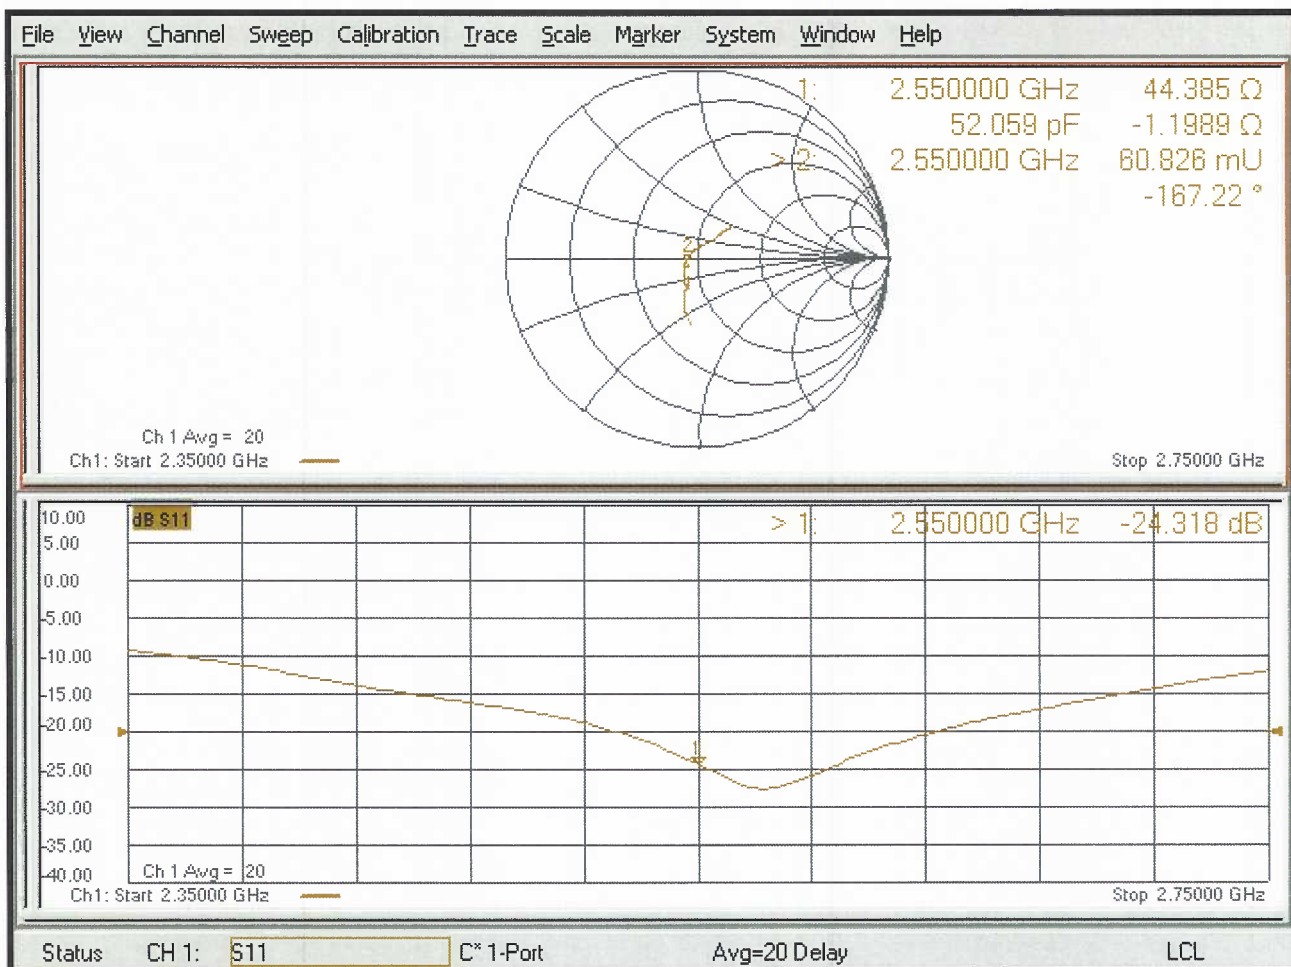 File View Channel Sweep Calibration Trace Scale Marker System Window Help
1: 2.550000 GHz 44.385 Ω
52.059 pF -1.1989 Ω
> 2: 2.550000 GHz 60.826 mU
-167.22 °
2
Ch 1 Avg = 20
Ch1: Start 2.35000 GHz Stop 2.75000 GHz
10.00 dB S11 > 1: 2.550000 GHz -24.318 dB
5.00
0.00
-5.00
-10.00
-15.00
-20.00
1
-25.00
-30.00
-35.00
-40.00 Ch 1 Avg = 20
Ch1: Start 2.35000 GHz Stop 2.75000 GHz
Status CH 1: S11 C* 1-Port Avg=20 Delay LCL